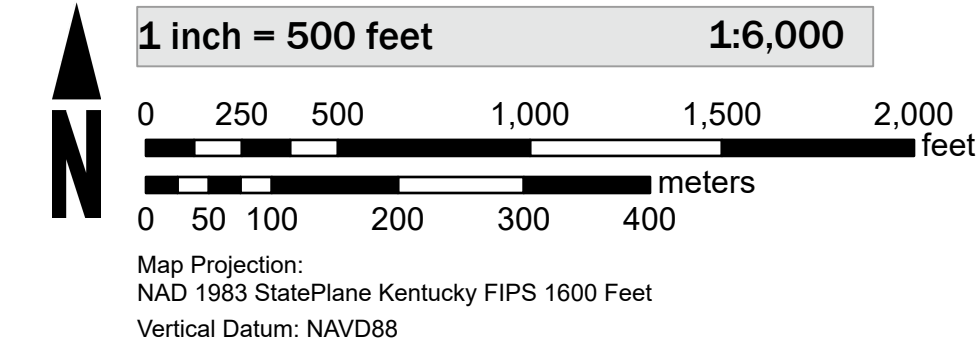 1 inch = 500 feet 1:6,000
0 250 500 1,000 1,500 2,000
feet
N
meters
0 50 100 200 300 400
Map Projection:
NAD 1983 StatePlane Kentucky FIPS 1600 Feet
Vertical Datum: NAVD88